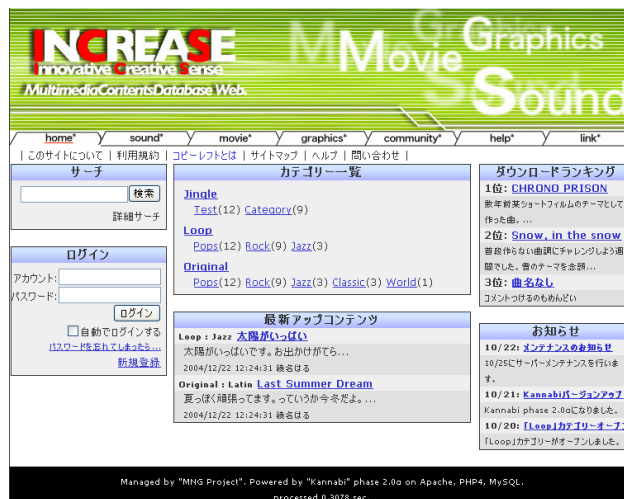 INCREASE
Innovative Creative Sense
MultimediaContentsDatabase Web.
Movie
Graphics
Sound
home*
sound*
movie*
graphics*
community*
help*
link*
| このサイトについて | 利用規約 | コピーレフトとは | サイトマップ | ヘルプ | 問い合わせ |
サーチ
検索
詳細サーチ
ログイン
アカウント:
パスワード:
ログイン
自動でログインする
パスワードを忘れてしまったら...
新規登録
カテゴリー一覧
Jingle
Test(12) Category(9)
Loop
Pops(12) Rock(9) Jazz(3)
Original
Pops(12) Rock(9) Jazz(3) Classic(3) World(1)
最新アップコンテンツ
Loop : Jazz 太陽がいっぱい
太陽がいっぱいです。お出かけがてら...
2004/12/22 12:24:31 綾名はる
Original : Latin Last Summer Dream
夏っぽく頑張ってます。っていうか今冬だよ。...
2004/12/22 12:24:31 綾名はる
ダウンロードランキング
1位: CHRONO PRISON
数年前某ショートフィルムのテーマとして
作った曲。...
2位: Snow, in the snow
普段作らない曲調にチャレンジしよう週
間でした。雪のテーマを念頭...
3位: 曲名なし
コメントつけるのもめんどい
お知らせ
10/22: メンテナンスのお知らせ
10/25にサーバーメンテナンスを行いま
す。
10/21: Kannabiバージョンアップ
Kannabi phase 2.0αになりました。
10/20: 「Loop」カテゴリーオープン
「Loop」カテゴリーがオープンしました。
Managed by "MNG Project". Powered by "Kannabi" phase 2.0α on Apache, PHP4, MySQL.
processed 0.3078 sec.